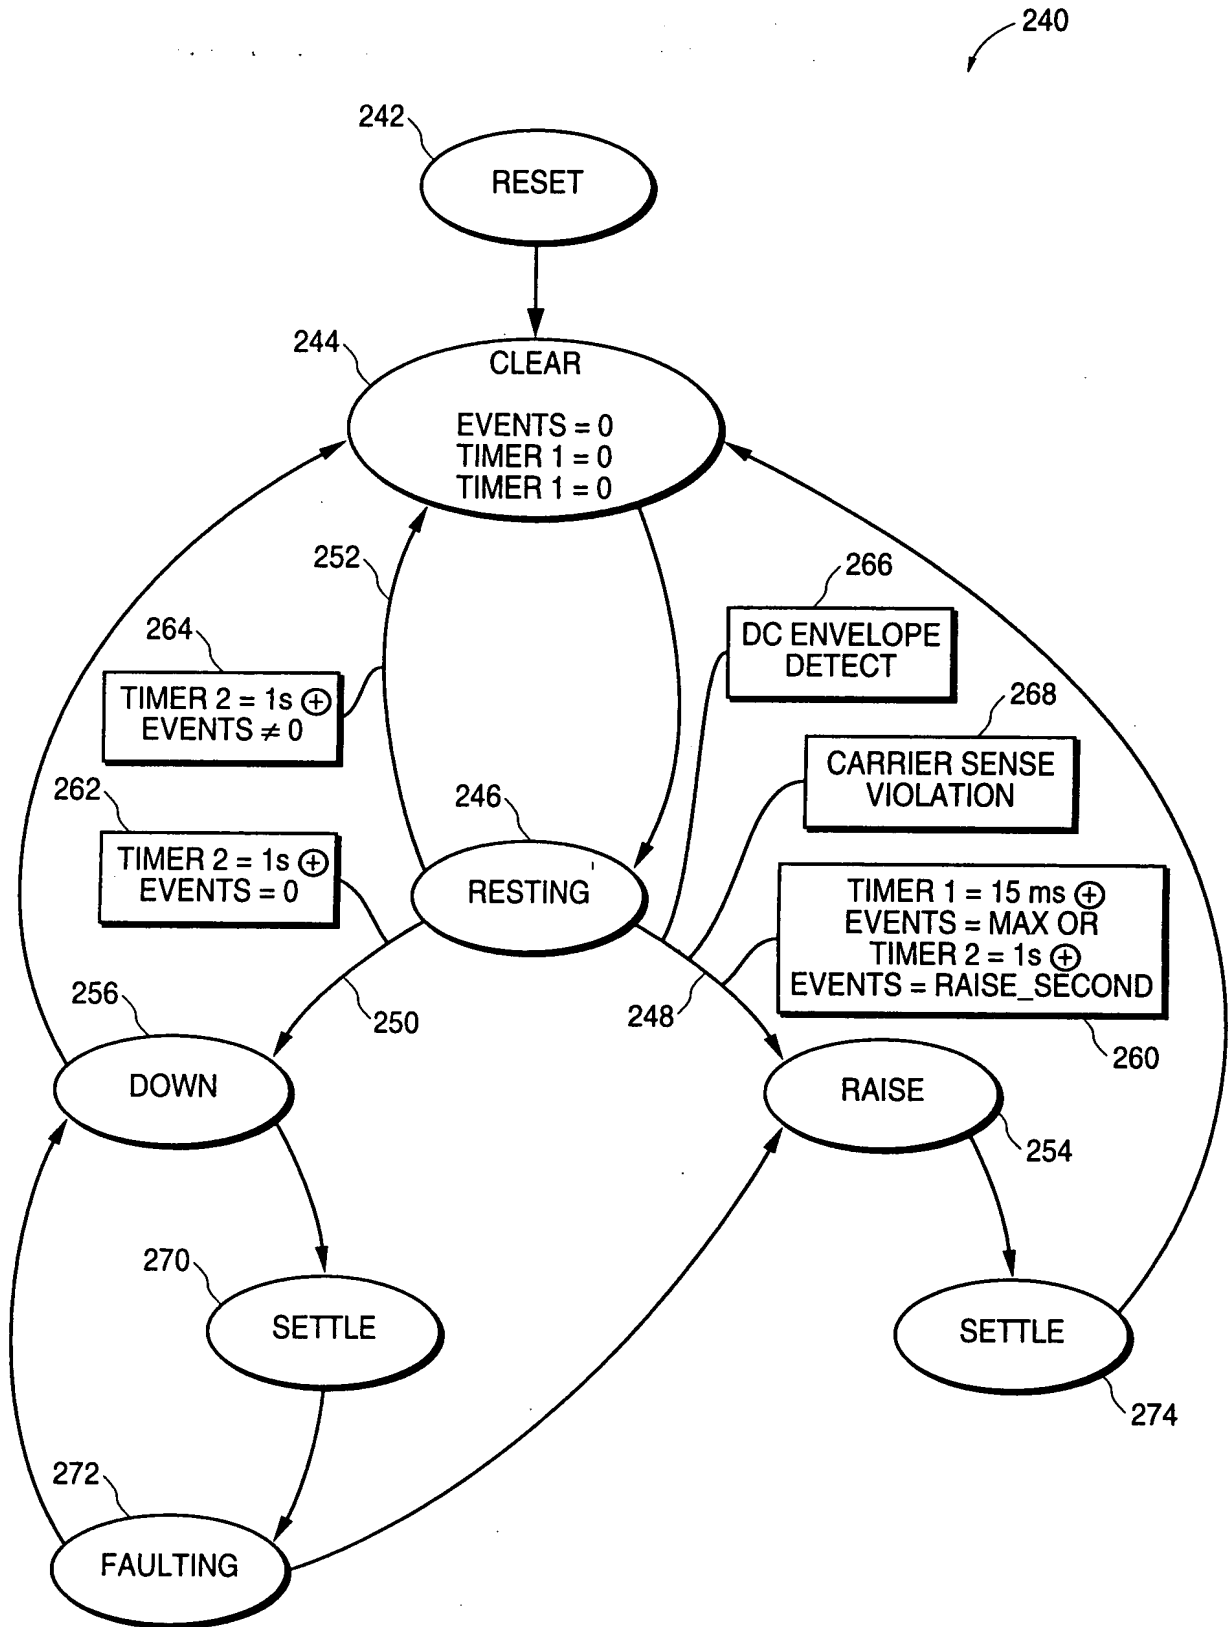 240
242
RESET
244
CLEAR
EVENTS = 0
TIMER 1 = 0
TIMER 1 = 0
252
266
DC ENVELOPE
DETECT
264
TIMER 2 = 1s ⊕
EVENTS ≠ 0
268
CARRIER SENSE
VIOLATION
262
TIMER 2 = 1s ⊕
EVENTS = 0
246
RESTING
TIMER 1 = 15 ms ⊕
EVENTS = MAX OR
TIMER 2 = 1s ⊕
EVENTS = RAISE_SECOND
260
250
248
256
DOWN
RAISE
254
270
SETTLE
SETTLE
274
272
FAULTING